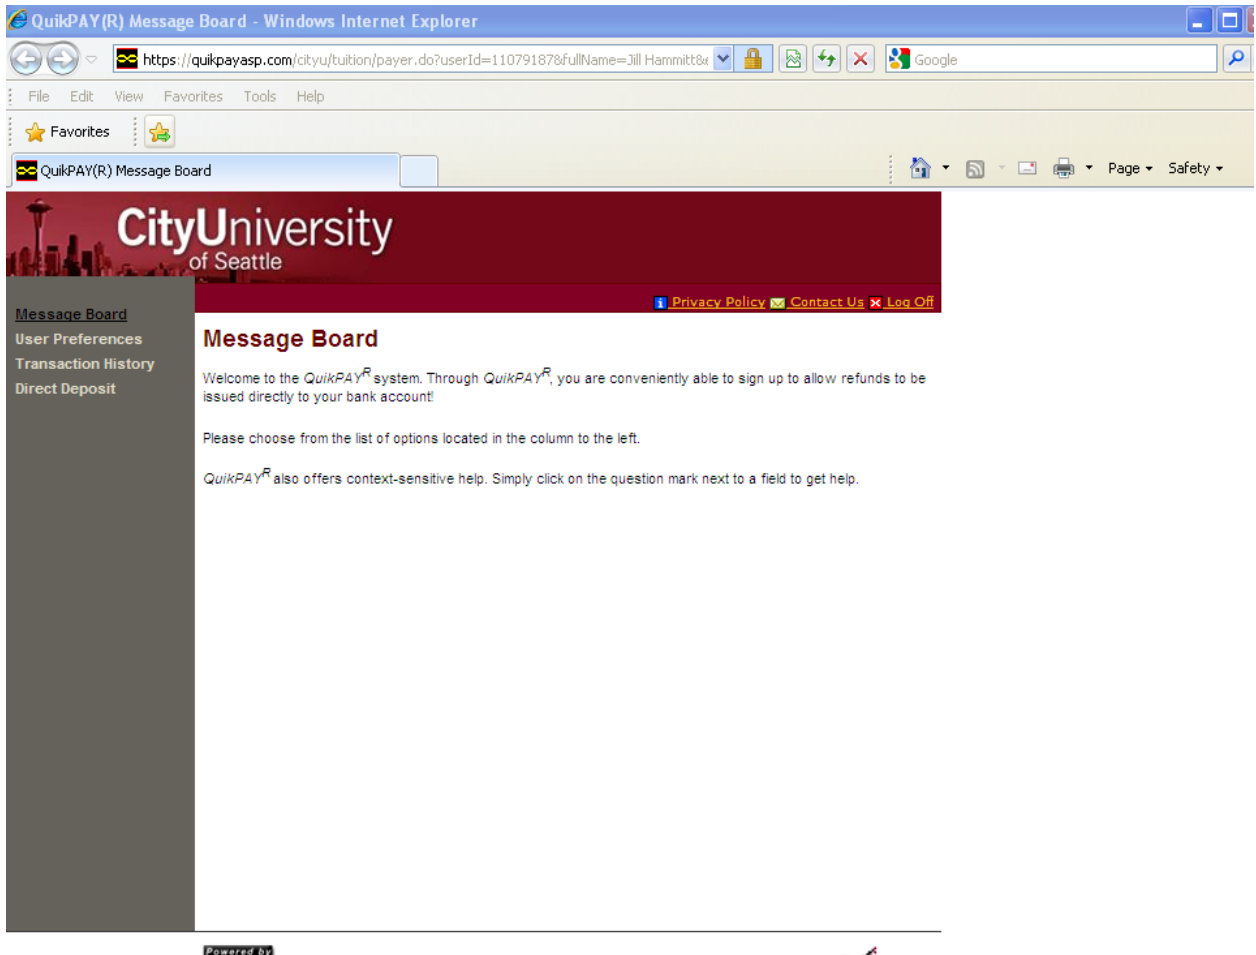 QuikPAY(R) Message Board - Windows Internet Explorer
https://quikpayasp.com/cityu/tuition/payer.do?userId=11079187&fullName=Jill Hammitt&e
Google
File Edit View Favorites Tools Help
Favorites
QuikPAY(R) Message Board
Page Safety
CityUniversity
of Seattle
Privacy Policy Contact Us Log Off
Message Board
User Preferences
Transaction History
Direct Deposit
Message Board
Welcome to the QuikPAYR system. Through QuikPAYR, you are conveniently able to sign up to allow refunds to be
issued directly to your bank account!
Please choose from the list of options located in the column to the left.
QuikPAYR also offers context-sensitive help. Simply click on the question mark next to a field to get help.
Powered by